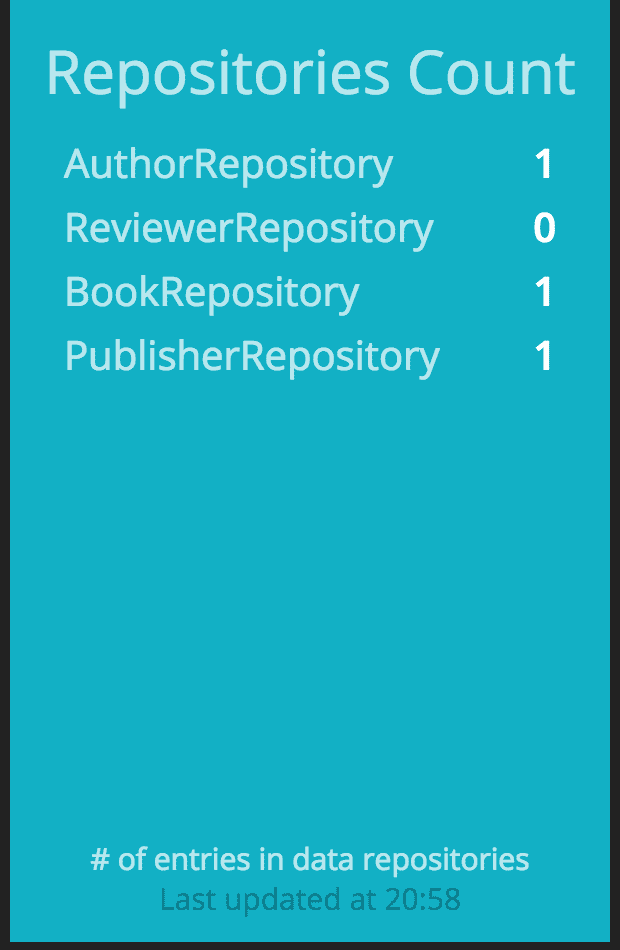 Repositories Count
AuthorRepository 1
ReviewerRepository 0
BookRepository 1
PublisherRepository 1
# of entries in data repositories
Last updated at 20:58